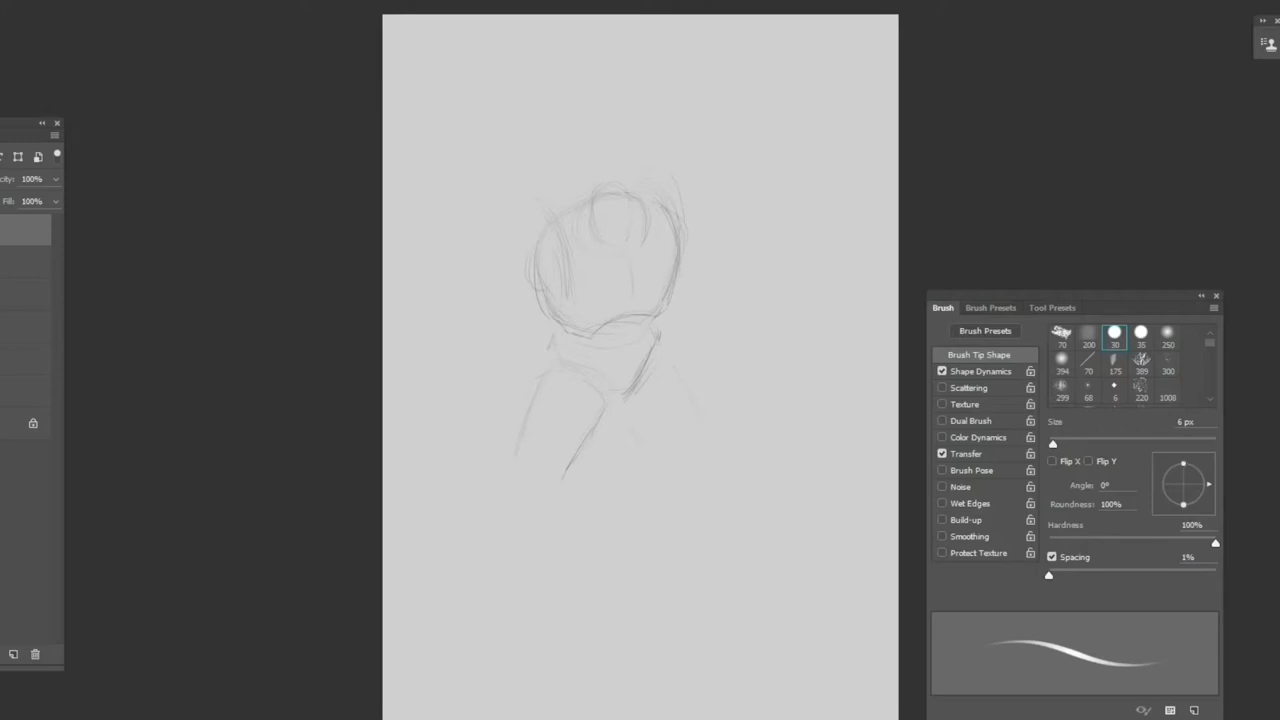 city: 100%
Fill: 100%
Brush Brush Presets Tool Presets
Brush Presets
70 200 30 35 250
394 70 175 389 300
299 68 6 220 1008
Brush Tip Shape
Shape Dynamics
Scattering
Texture
Dual Brush
Color Dynamics
Transfer
Brush Pose
Noise
Wet Edges
Build-up
Smoothing
Protect Texture
Size 6 px
Flip X Flip Y
Angle: 0°
Roundness: 100%
Hardness 100%
Spacing 1%